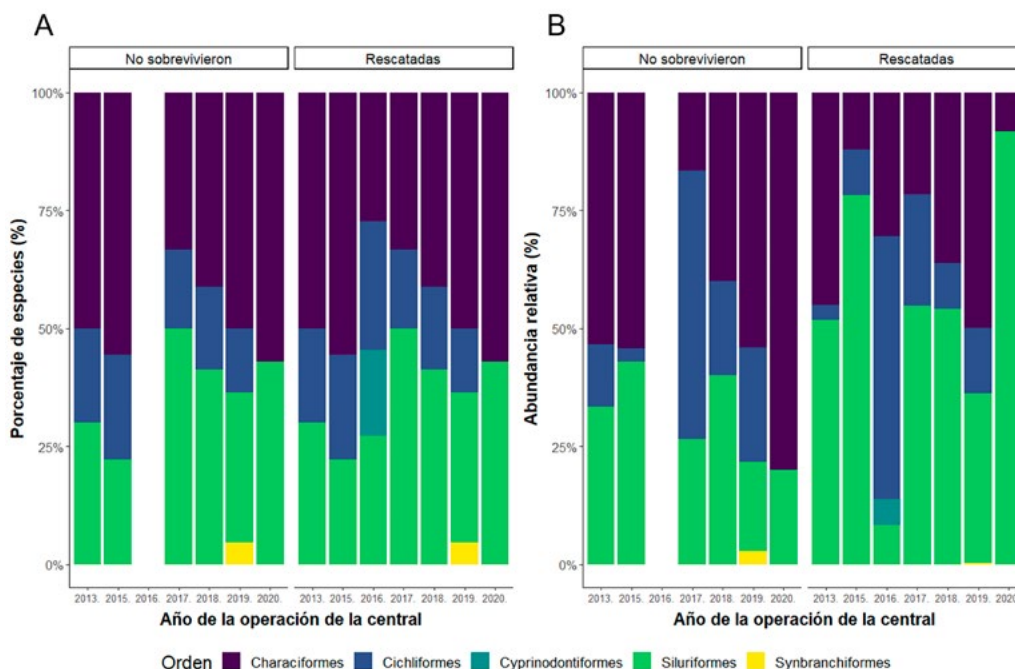 A
B
No sobrevivieron
Rescatadas
No sobrevivieron
Rescatadas
100%
75%
50%
25%
0%
Porcentaje de especies (%)
100%
75%
50%
25%
0%
Abundancia relativa (%)
2013. 2015. 2016. 2017. 2018. 2019. 2020. 2013. 2015. 2016. 2017. 2018. 2019. 2020.
2013. 2015. 2016. 2017. 2018. 2019. 2020. 2013. 2015. 2016. 2017. 2018. 2019. 2020
Año de la operación de la central
Año de la operación de la central
Orden Characiformes Cichliformes Cyprinodontiformes Siluriformes Synbranchiformes